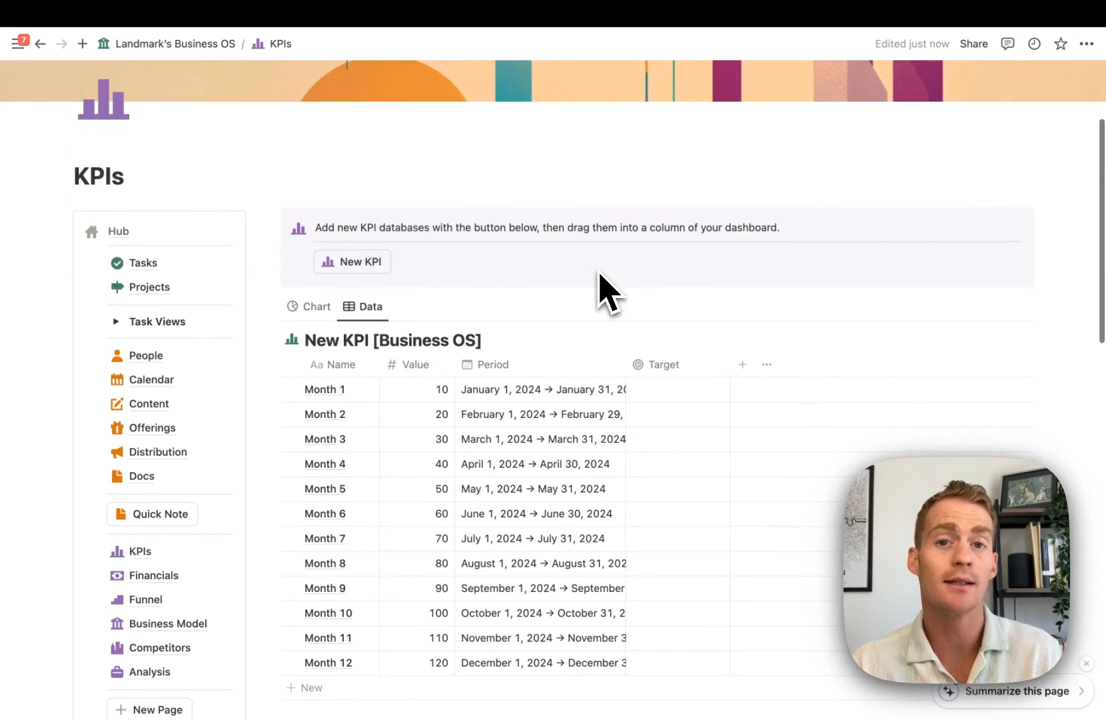 7
Landmark's Business OS / KPIs
Edited just now Share
KPIs
Hub
Tasks
Projects
Task Views
People
Calendar
Content
Offerings
Distribution
Docs
Quick Note
KPIs
Financials
Funnel
Business Model
Competitors
Analysis
New Page
Add new KPI databases with the button below, then drag them into a column of your dashboard.
New KPI
Chart Data
New KPI [Business OS]
Aa Name # Value Period Target
Month 1 10 January 1, 2024 → January 31, 20
Month 2 20 February 1, 2024 → February 29,
Month 3 30 March 1, 2024 → March 31, 2024
Month 4 40 April 1, 2024 → April 30, 2024
Month 5 50 May 1, 2024 → May 31, 2024
Month 6 60 June 1, 2024 → June 30, 2024
Month 7 70 July 1, 2024 → July 31, 2024
Month 8 80 August 1, 2024 → August 31, 202
Month 9 90 September 1, 2024 → September
Month 10 100 October 1, 2024 → October 31, 2
Month 11 110 November 1, 2024 → November 3
Month 12 120 December 1, 2024 → December 3
+ New
Summarize this page